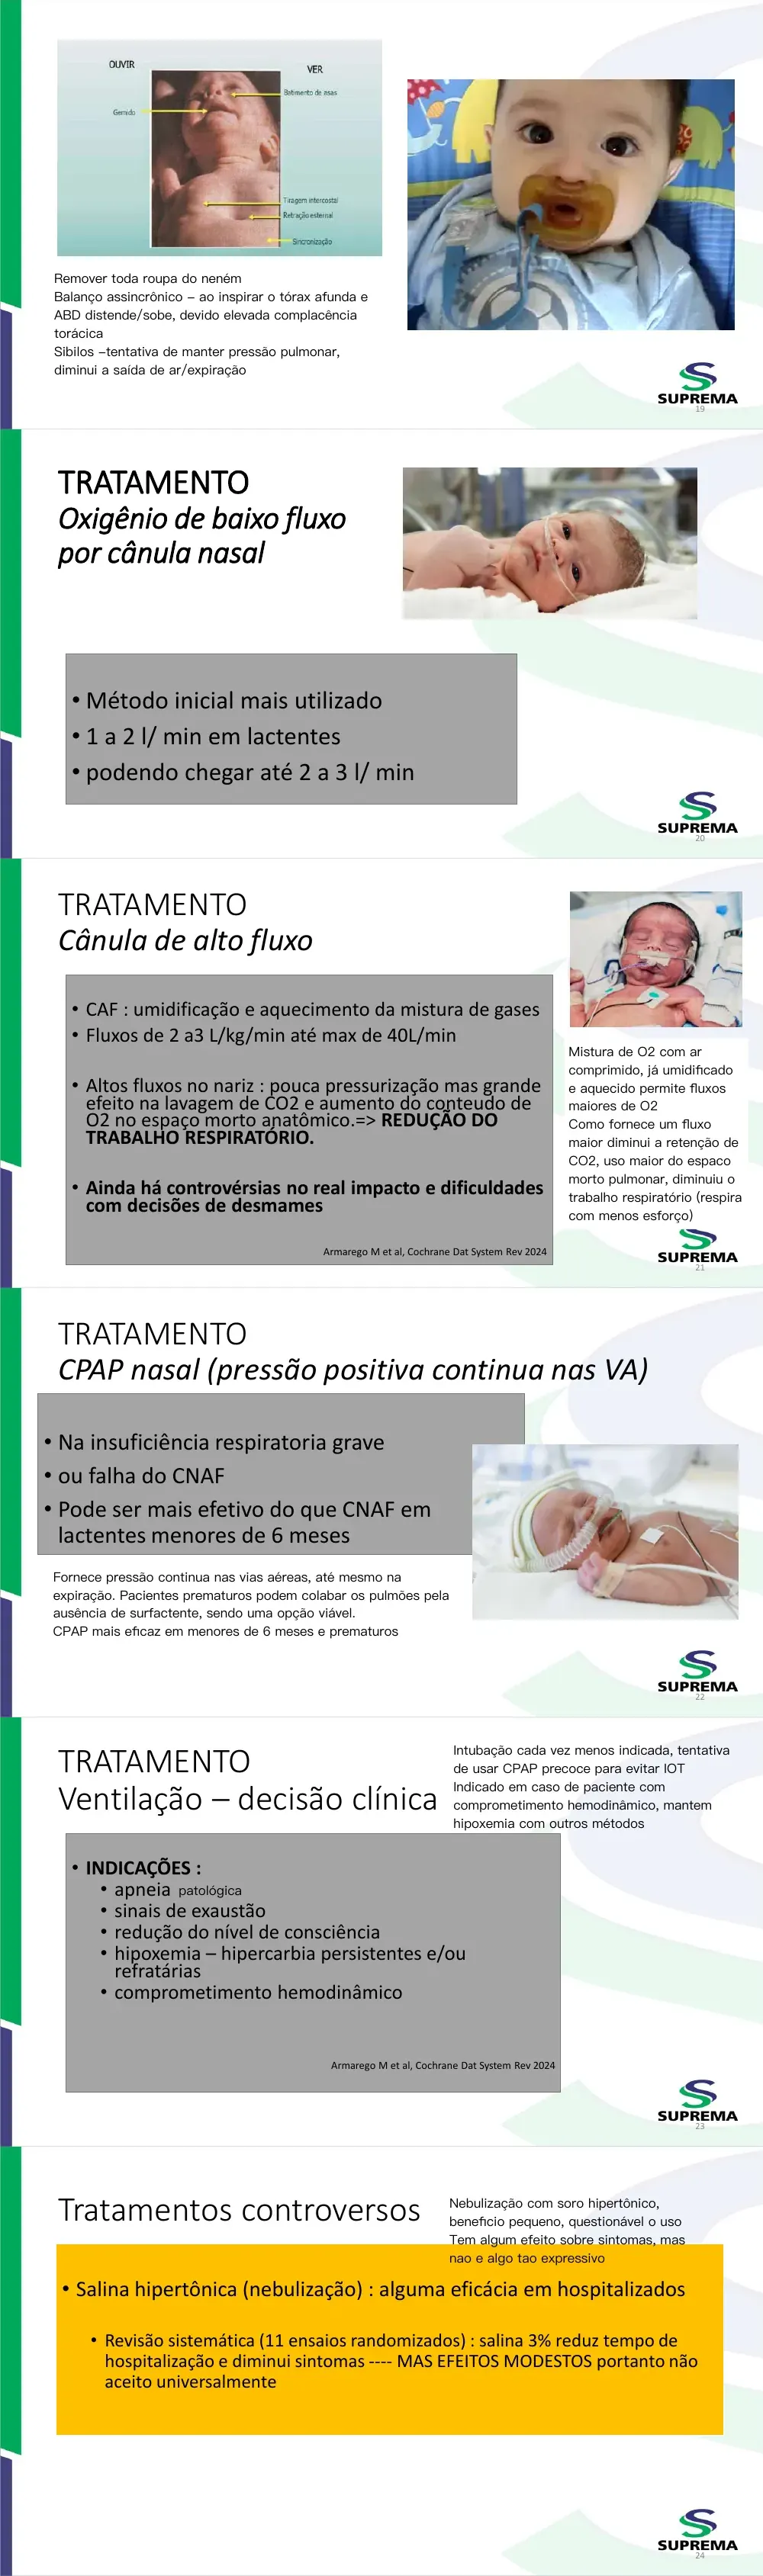 OUVIR
VER
Batimento de asas
Gemido
Tiragem intercostal
Retração esternal
Sincronização
Remover toda roupa do neném
Balanço assincrônico – ao inspirar o tórax afunda e
ABD distende/sobe, devido elevada complacência
torácica
Sibilos –tentativa de manter pressão pulmonar,
diminui a saída de ar/expiração
SUPREMA
19
TRATAMENTO
Oxigênio de baixo fluxo
por cânula nasal
• Método inicial mais utilizado
• 1 a 2 l/ min em lactentes
• podendo chegar até 2 a 3 l/ min
SUPREMA
20
TRATAMENTO
Cânula de alto fluxo
• CAF : umidificação e aquecimento da mistura de gases
• Fluxos de 2 a3 L/kg/min até max de 40L/min
• Altos fluxos no nariz : pouca pressurização mas grande
efeito na lavagem de CO2 e aumento do conteudo de
O2 no espaço morto anatômico.=> REDUÇÃO DO
TRABALHO RESPIRATÓRIO.
• Ainda há controvérsias no real impacto e dificuldades
com decisões de desmames
Armarego M et al, Cochrane Dat System Rev 2024
Mistura de O2 com ar
comprimido, já umidificado
e aquecido permite fluxos
maiores de O2
Como fornece um fluxo
maior diminui a retenção de
CO2, uso maior do espaco
morto pulmonar, diminuiu o
trabalho respiratório (respira
com menos esforço)
SUPREMA
21
TRATAMENTO
CPAP nasal (pressão positiva continua nas VA)
• Na insuficiência respiratoria grave
• ou falha do CNAF
• Pode ser mais efetivo do que CNAF em
lactentes menores de 6 meses
Fornece pressão continua nas vias aéreas, até mesmo na
expiração. Pacientes prematuros podem colabar os pulmões pela
ausência de surfactente, sendo uma opção viável.
CPAP mais eficaz em menores de 6 meses e prematuros
SUPREMA
22
TRATAMENTO
Ventilação – decisão clínica
Intubação cada vez menos indicada, tentativa
de usar CPAP precoce para evitar IOT
Indicado em caso de paciente com
comprometimento hemodinâmico, mantem
hipoxemia com outros métodos
• INDICAÇÕES :
• apneia patológica
• sinais de exaustão
• redução do nível de consciência
• hipoxemia – hipercarbia persistentes e/ou
refratárias
• comprometimento hemodinâmico
Armarego M et al, Cochrane Dat System Rev 2024
SUPREMA
23
Tratamentos controversos
Nebulização com soro hipertônico,
beneficio pequeno, questionável o uso
Tem algum efeito sobre sintomas, mas
nao e algo tao expressivo
• Salina hipertônica (nebulização) : alguma eficácia em hospitalizados
• Revisão sistemática (11 ensaios randomizados) : salina 3% reduz tempo de
hospitalização e diminui sintomas ---- MAS EFEITOS MODESTOS portanto não
aceito universalmente
SUPREMA
24